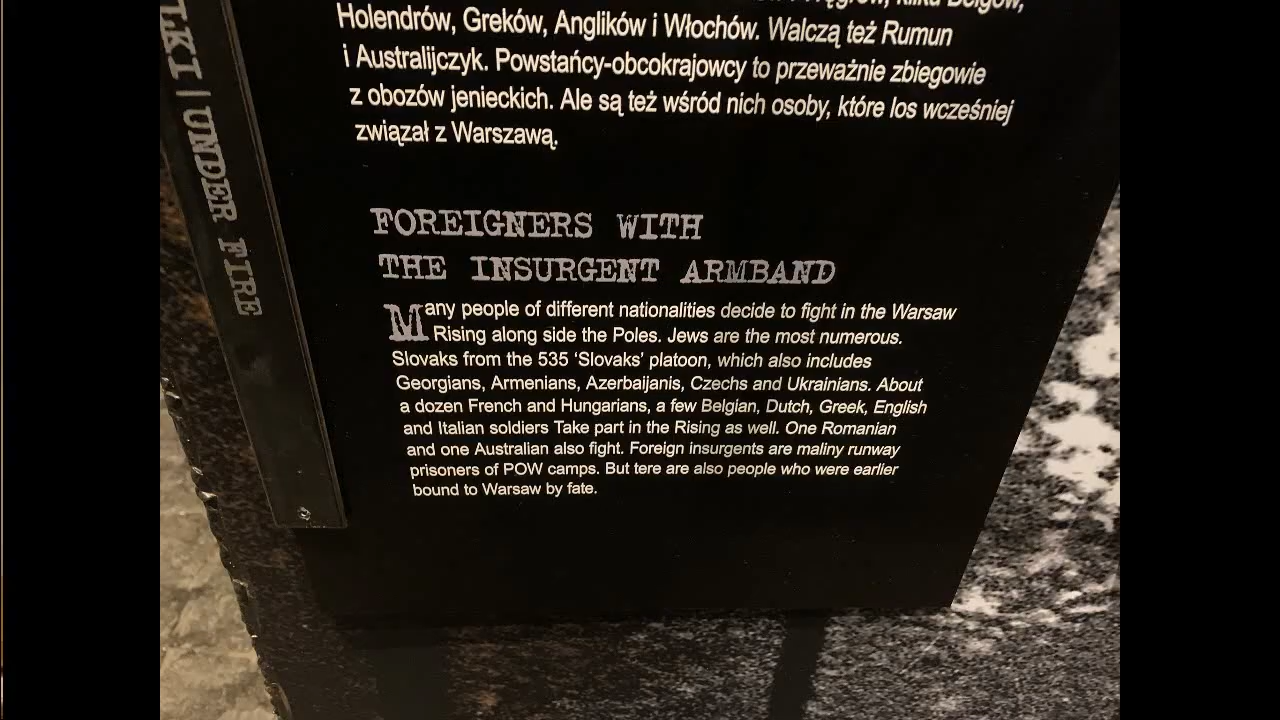 Węgrów, kilku Belgów,
Holendrów, Greków, Anglików i Włochów. Walczą też Rumun
i Australijczyk. Powstańcy-obcokrajowcy to przeważnie zbiegowie
z obozów jenieckich. Ale są też wśród nich osoby, które los wcześniej
związał z Warszawą.
FOREIGNERS WITH
THE INSURGENT ARMBAND
Many people of different nationalities decide to fight in the Warsaw
Rising along side the Poles. Jews are the most numerous.
Slovaks from the 535 ‘Slovaks’ platoon, which also includes
Georgians, Armenians, Azerbaijanis, Czechs and Ukrainians. About
a dozen French and Hungarians, a few Belgian, Dutch, Greek, English
and Italian soldiers Take part in the Rising as well. One Romanian
and one Australian also fight. Foreign insurgents are maliny runway
prisoners of POW camps. But tere are also people who were earlier
bound to Warsaw by fate.
TKI | UNDER FIRE